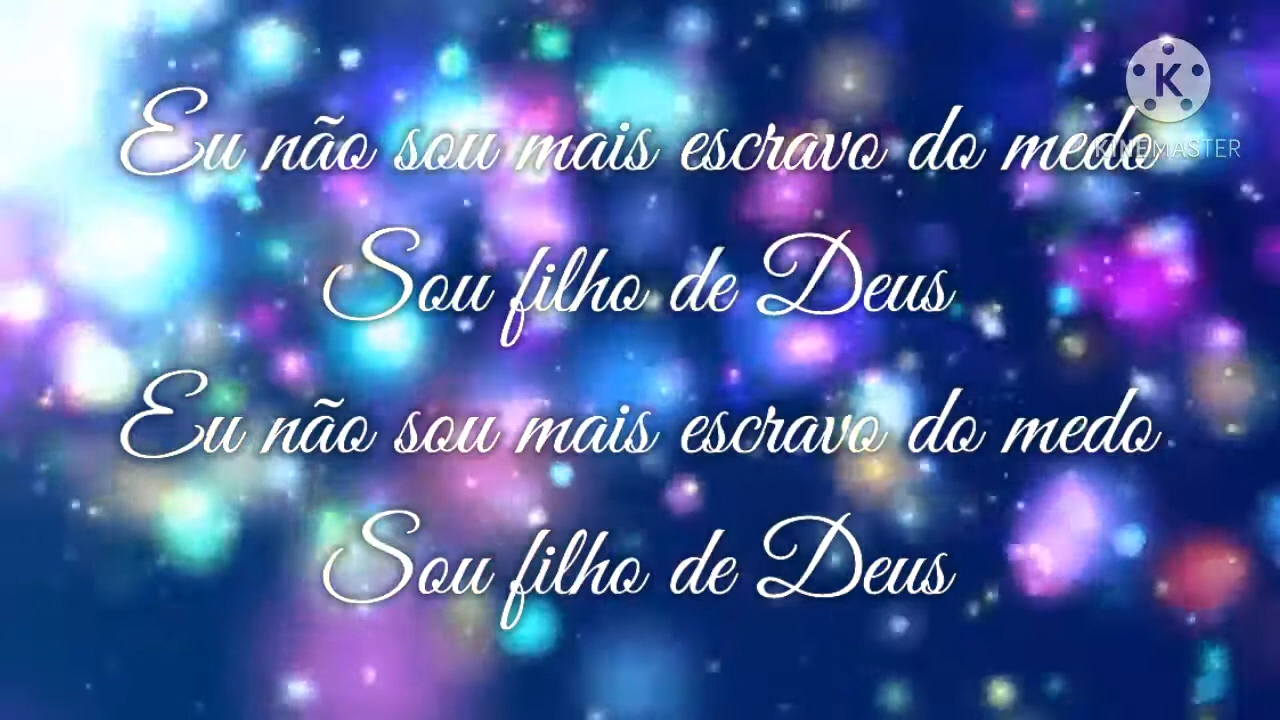 Eu não sou mais escravo do medo
Sou filho de Deus
Eu não sou mais escravo do medo
Sou filho de Deus
K
KINEMASTER